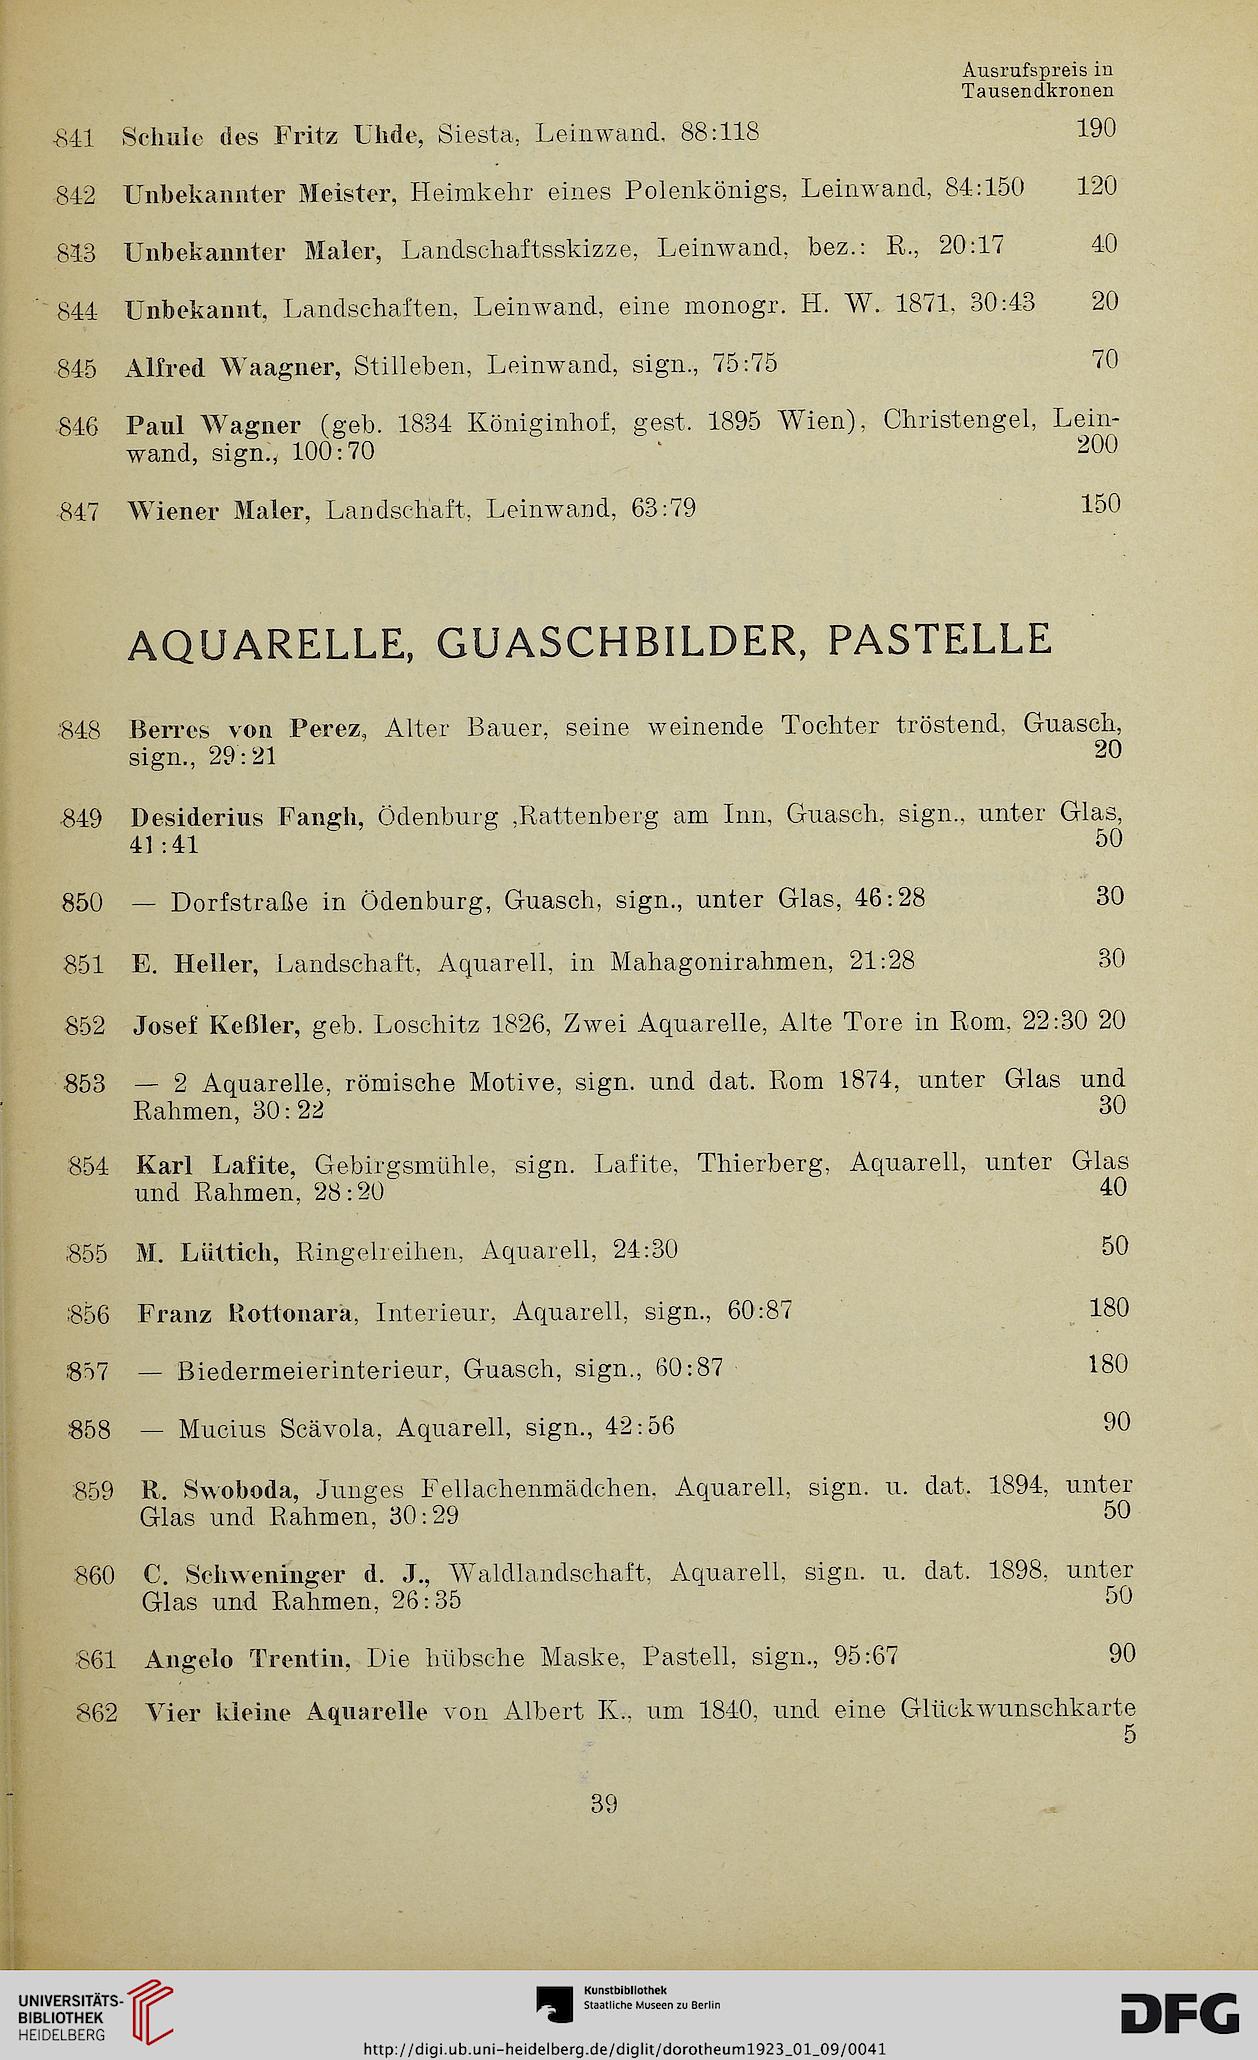 Ausrufspreis in
Tausendkronen
841 Schule des Fritz Uhde, Siesta, Leinwand, 88:118 190
842 Unbekannter Meister, Heimkehr eines Polenkönigs, Leinwand, 84:150 120
843 Unbekannter Maler, Landschaftsskizze, Leinwand, bez.: R., 20:17 40
844 Unbekannt, Landschaften, Leinwand, eine monogr. H. W. 1871, 30:43 20
845 Alfred Waagner, Stilleben, Leinwand, sign., 75:75 70
846 Paul Wagner (geb. 1834 Königinhof, gest. 1895 Wien), Christengel, Lein-
wand, sign., 100:70 200
847 Wiener Maler, Landschaft, Leinwand, 63:79 150
AQUARELLE, GUASCHBILDER, PASTELLE
848 Berres von Perez, Alter Bauer, seine weinende Tochter tröstend, Guasch,
sign., 29:21 20
849 Desiderius Fangh, Ödenburg ,Rattenberg am Inn, Guasch, sign., unter Glas,
41:41 50
850 — Dorfstraße in Ödenburg, Guasch, sign., unter Glas, 46:28 30
851 E. Heller, Landschaft, Aquarell, in Mahagonirahmen, 21:28 30
852 Josef Keßler, geb. Loschitz 1826, Zwei Aquarelle, Alte Tore in Rom, 22:30 20
853 — 2 Aquarelle, römische Motive, sign. und dat. Rom 1874, unter Glas und
Rahmen, 30:22 30
854 Karl Lafite, Gebirgsmühle, sign. Lafite, Thierberg, Aquarell, unter Glas
und Rahmen, 28:20 40
855 M. Lüttich, Ringelreihen, Aquarell, 24:30 50
856 Franz Rottonara, Interieur, Aquarell, sign., 60:87 180
857 — Biedermeierinterieur, Guasch, sign., 60:87 180
858 — Mucius Scävola, Aquarell, sign., 42:56 90
859 R. Swoboda, Junges Fellachenmädchen, Aquarell, sign. u. dat. 1894, unter
Glas und Rahmen, 30:29 50
860 C. Schweninger d. J., Waldlandschaft, Aquarell, sign. u. dat. 1898, unter
Glas und Rahmen, 26:35 50
861 Angelo Trentin, Die hübsche Maske, Pastell, sign., 95:67 90
862 Vier kleine Aquarelle von Albert K., um 1840, und eine Glückwunschkarte
5
39
UNIVERSITÄTS-
BIBLIOTHEK
HEIDELBERG
Kunstbibliothek
Staatliche Museen zu Berlin
DFG
http://digi.ub.uni-heidelberg.de/diglit/dorotheum1923_01_09/0041